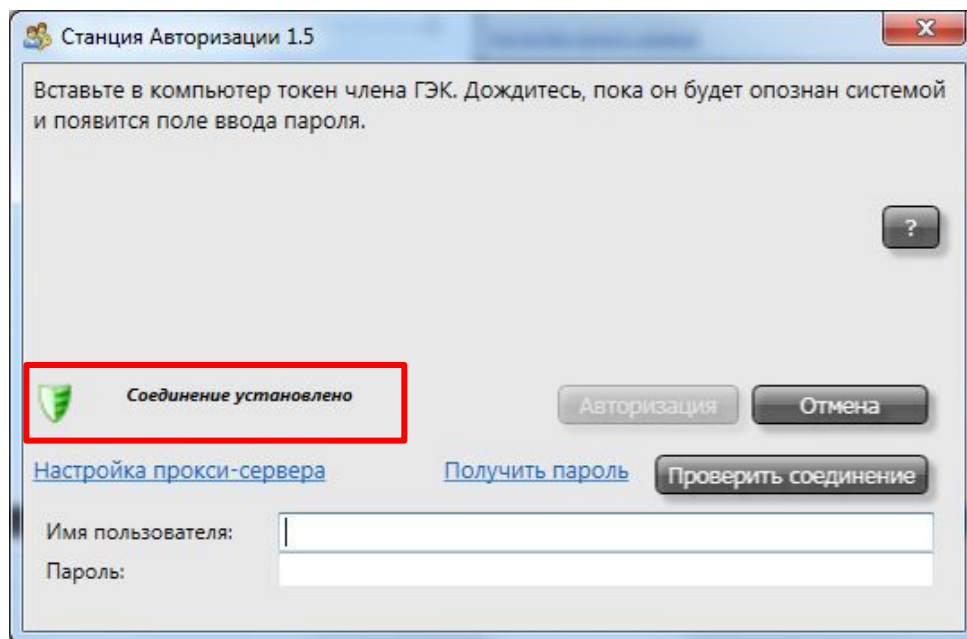 Станция Авторизации 1.5
x
Вставьте в компьютер токен члена ГЭК. Дождитесь, пока он будет опознан системой
и появится поле ввода пароля.
?
Соединение установлено
Авторизация
Отмена
Настройка прокси-сервера
Получить пароль
Проверить соединение
Имя пользователя:
Пароль: